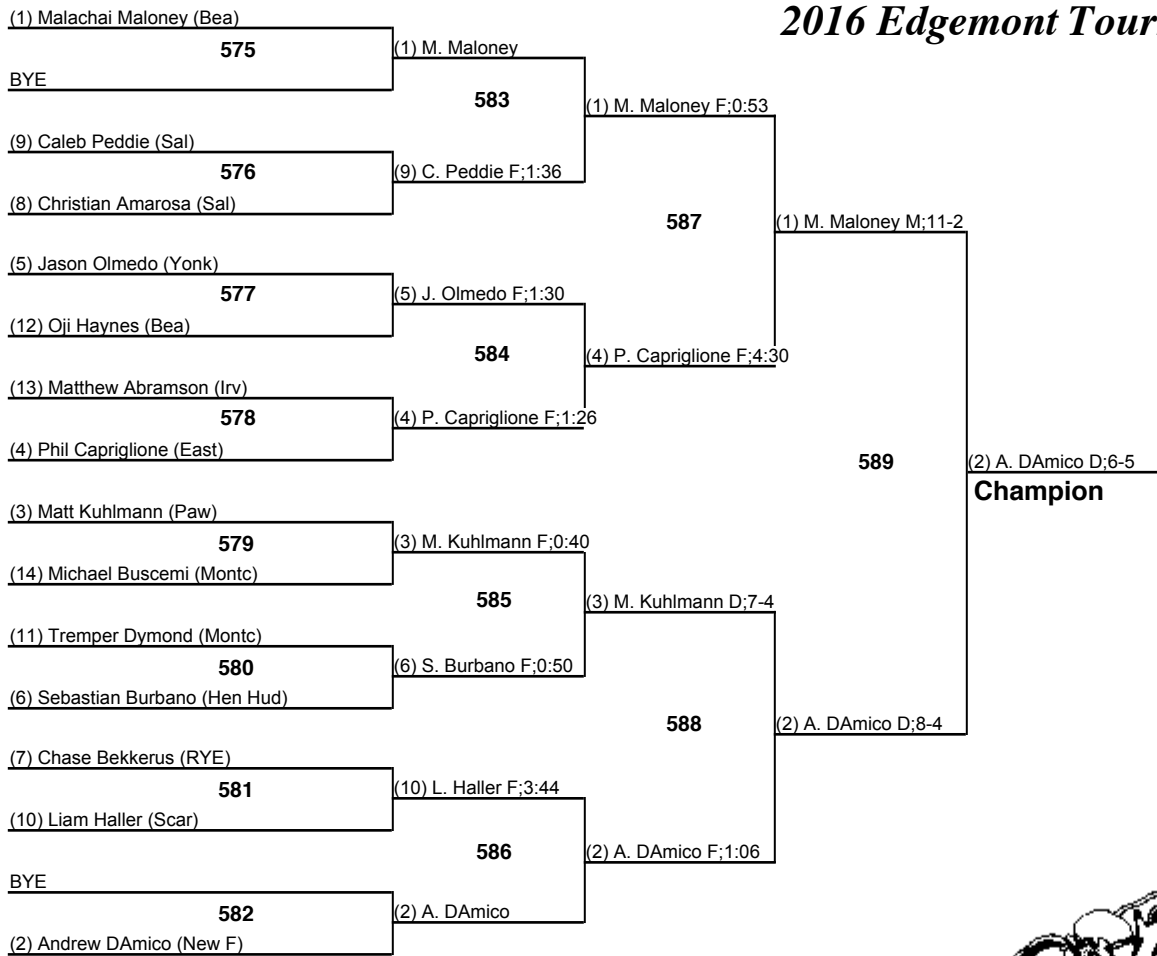 2016 Edgemont Tour
(1) Malachai Maloney (Bea)
575
BYE
(1) M. Maloney
583
(9) Caleb Peddie (Sal)
576
(8) Christian Amarosa (Sal)
(9) C. Peddie F;1:36
(1) M. Maloney F;0:53
587
(5) Jason Olmedo (Yonk)
577
(12) Oji Haynes (Bea)
(5) J. Olmedo F;1:30
584
(13) Matthew Abramson (Irv)
578
(4) Phil Capriglione (East)
(4) P. Capriglione F;1:26
(4) P. Capriglione F;4:30
(1) M. Maloney M;11-2
589
(2) A. DAmico D;6-5
Champion
(3) Matt Kuhlmann (Paw)
579
(14) Michael Buscemi (Montc)
(3) M. Kuhlmann F;0:40
585
(11) Tremper Dymond (Montc)
580
(6) Sebastian Burbano (Hen Hud)
(6) S. Burbano F;0:50
(3) M. Kuhlmann D;7-4
588
(2) A. DAmico D;8-4
(7) Chase Bekkerus (RYE)
581
(10) Liam Haller (Scar)
(10) L. Haller F;3:44
586
(2) A. DAmico F;1:06
BYE
582
(2) Andrew DAmico (New F)
(2) A. DAmico